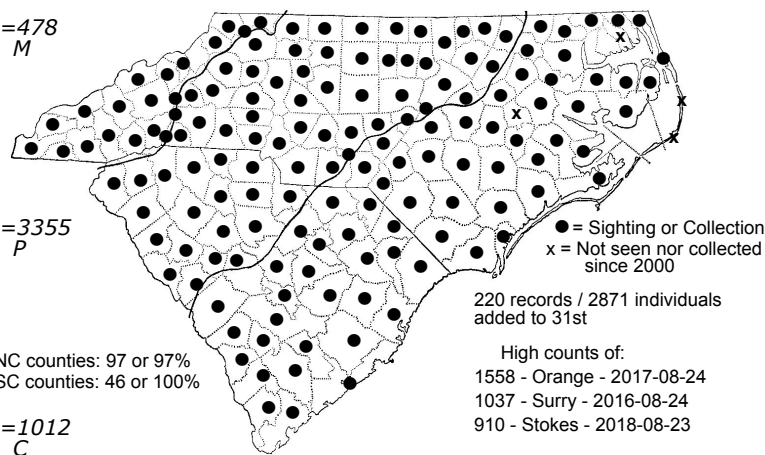 =478
M
=3355
P
● = Sighting or Collection
x = Not seen nor collected
since 2000
220 records / 2871 individuals
added to 31st
NC counties: 97 or 97%
SC counties: 46 or 100%
High counts of:
1558 - Orange - 2017-08-24
1037 - Surry - 2016-08-24
910 - Stokes - 2018-08-23
=1012
C